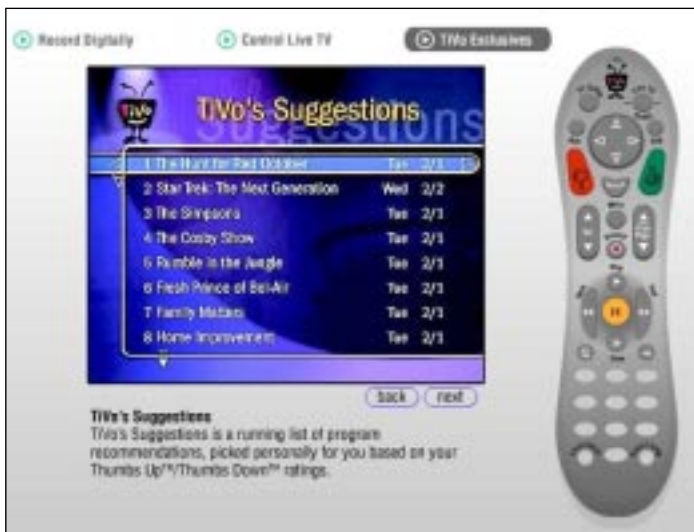 Record Digitally
Control Live TV
TiVo Exclusives
TiVo
TiVo's Suggestions
Suggestions
1 The Hunt for Red October Tue 2/1
2 Star Trek: The Next Generation Wed 2/2
3 The Simpsons Tue 2/1
4 The Cosby Show Tue 2/1
5 Rumble in the Jungle Tue 2/1
6 Fresh Prince of Bel-Air Tue 2/1
7 Family Matters Tue 2/1
8 Home Improvement Tue 2/1
back next
TiVo's Suggestions
TiVo's Suggestions is a running list of program
recommendations, picked personally for you based on your
Thumbs Up™/Thumbs Down™ ratings.